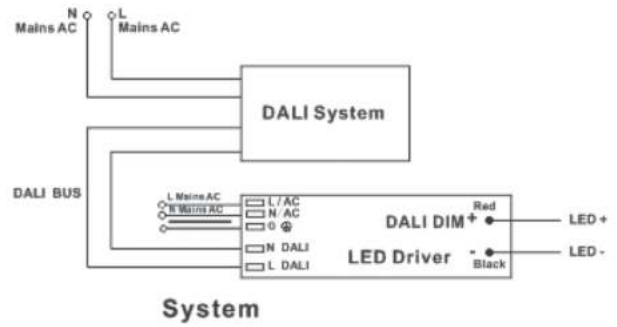 N L
Mains AC Mains AC
DALI System
DALI BUS
L Mains AC L / AC Red
N Mains AC N / AC
G DALI DIM + LED +
N DALI LED Driver - LED -
L DALI Black
System